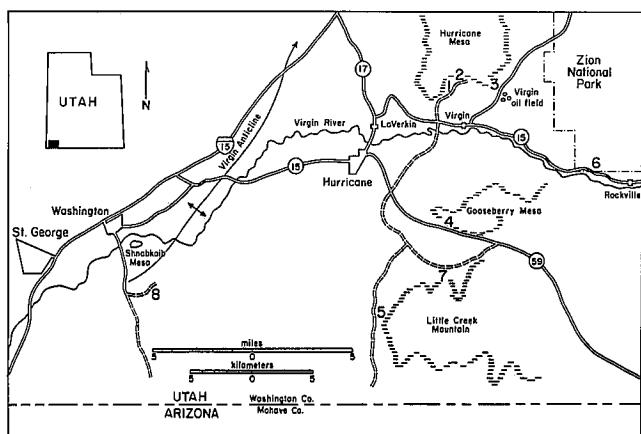 UTAH
N
Hurricane
Mesa
2
3
17
Virgin
oil field
Zion
National
Park
Virgin Anticline
15
Virgin River
LaVerkin
Virgin
15
15
6
Hurricane
Rockville
Washington
St. George
Gooseberry Mesa
4
Shnabkaib
Mesa
59
7
8
5
Little Creek
Mountain
miles
5 0 5
kilometers
5 0 5
UTAH Washington Co.
ARIZONA Mohave Co.